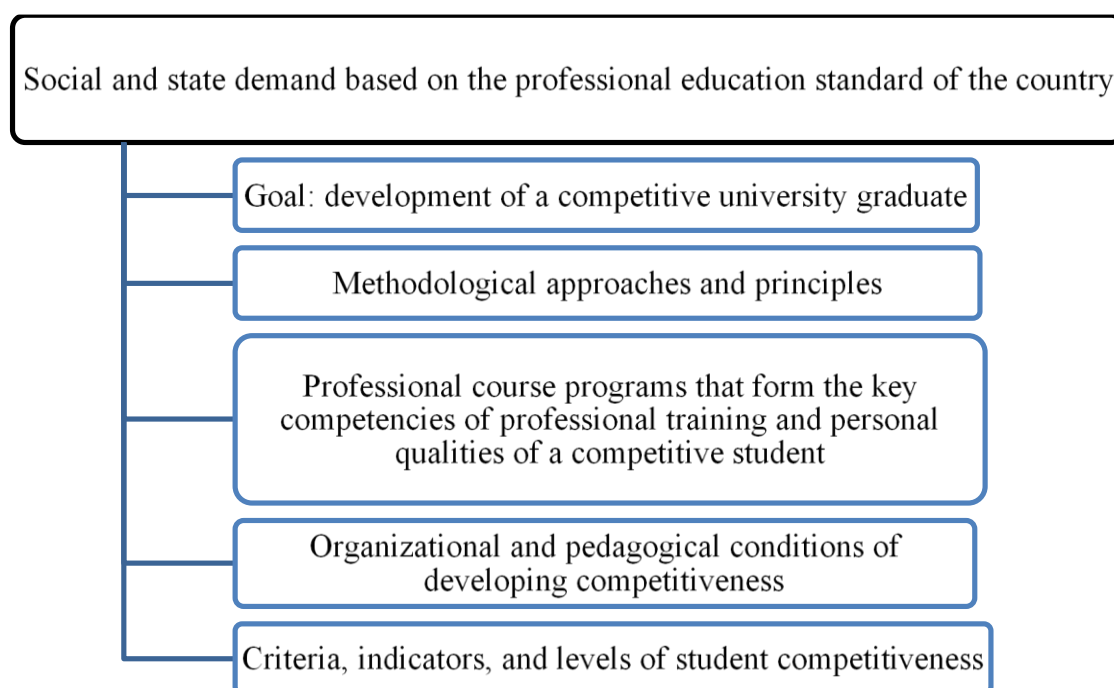 Social and state demand based on the professional education standard of the country
Goal: development of a competitive university graduate
Methodological approaches and principles
Professional course programs that form the key
competencies of professional training and personal
qualities of a competitive student
Organizational and pedagogical conditions of
developing competitiveness
Criteria, indicators, and levels of student competitiveness